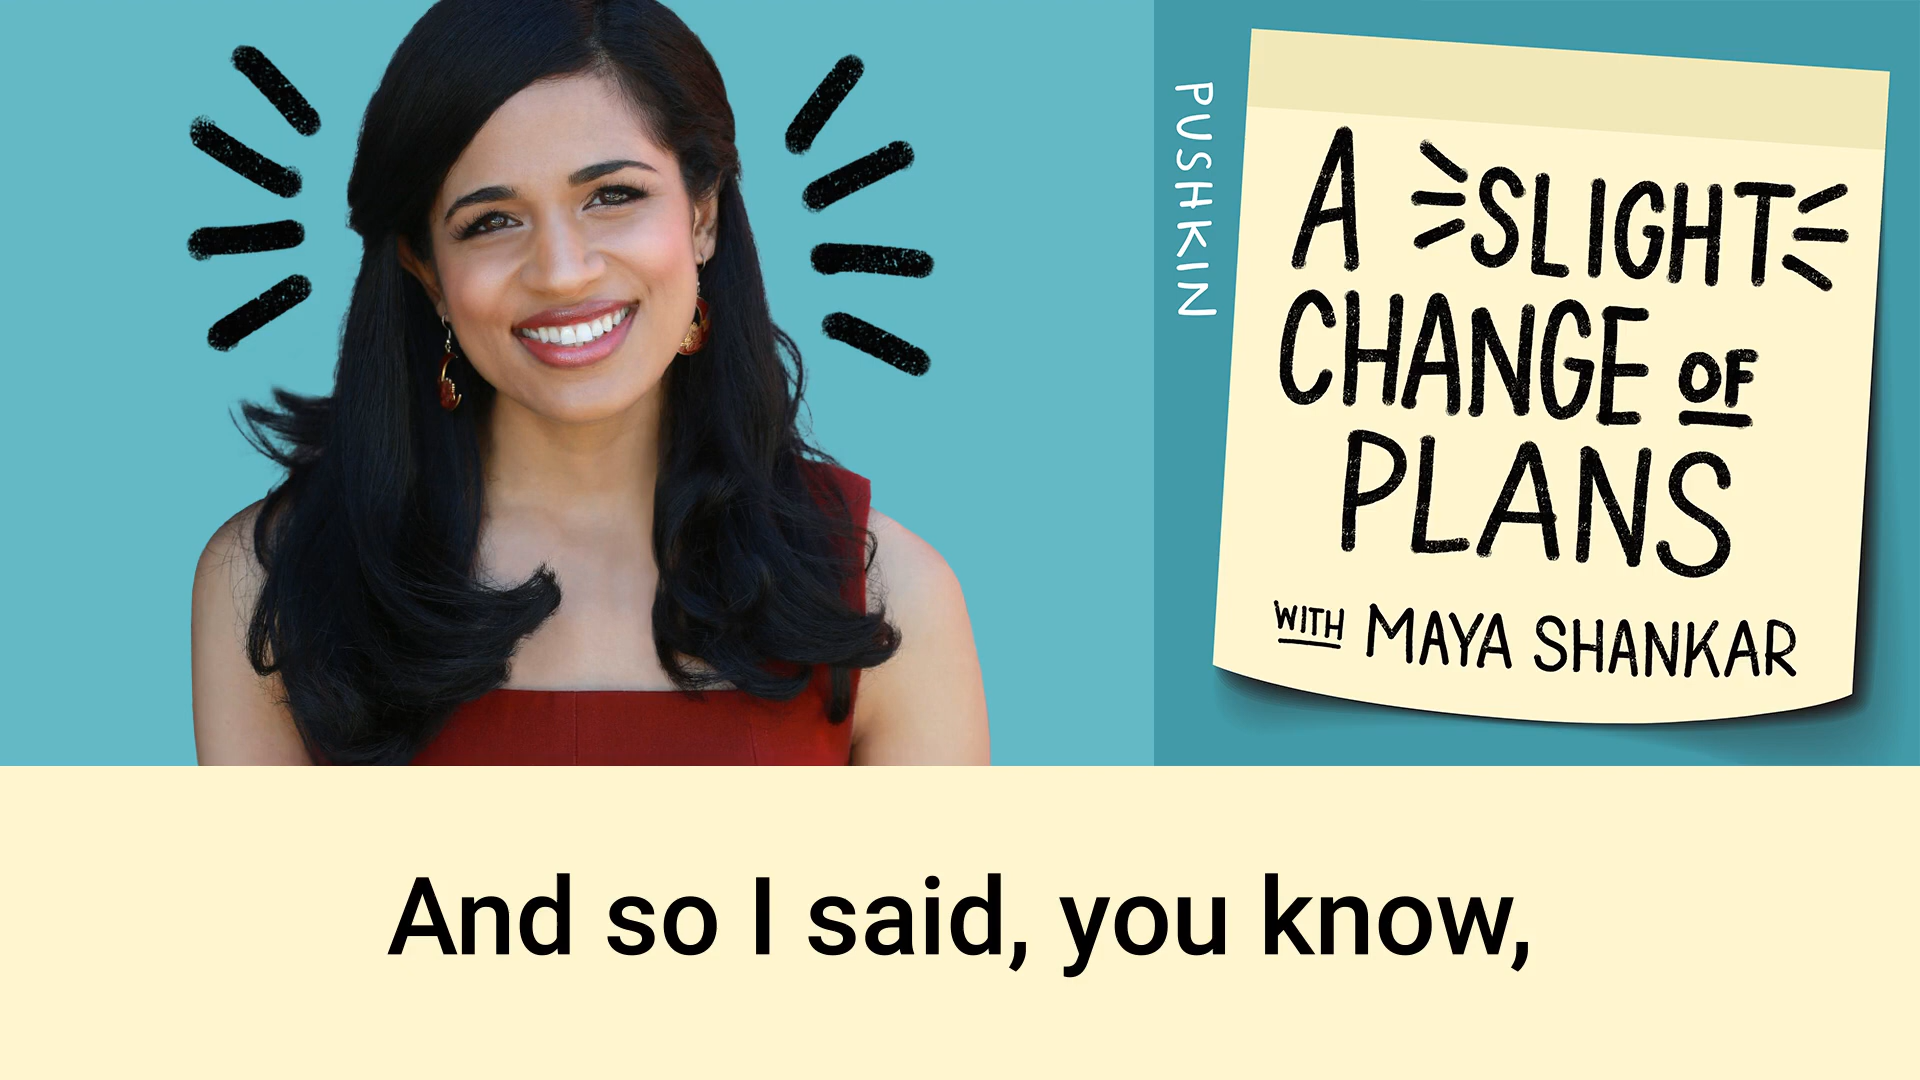 PUSHKIN
A SLIGHT
CHANGE OF
PLANS
WITH MAYA SHANKAR
And so I said, you know,